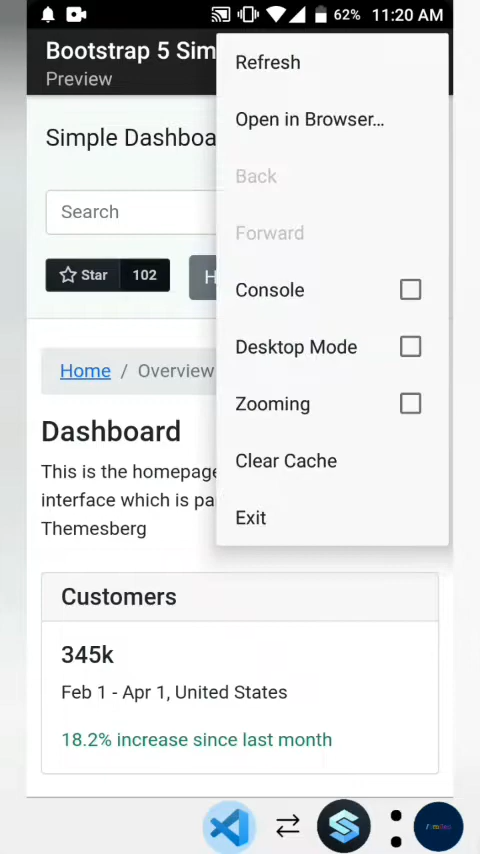 62% 11:20 AM
Bootstrap 5 Sim
Preview
Simple Dashboa
Search
Star 102
H
Home / Overview
Dashboard
This is the homepage
interface which is pa
Themesberg
Customers
345k
Feb 1 - Apr 1, United States
18.2% increase since last month
Refresh
Open in Browser...
Back
Forward
Console
Desktop Mode
Zooming
Clear Cache
Exit